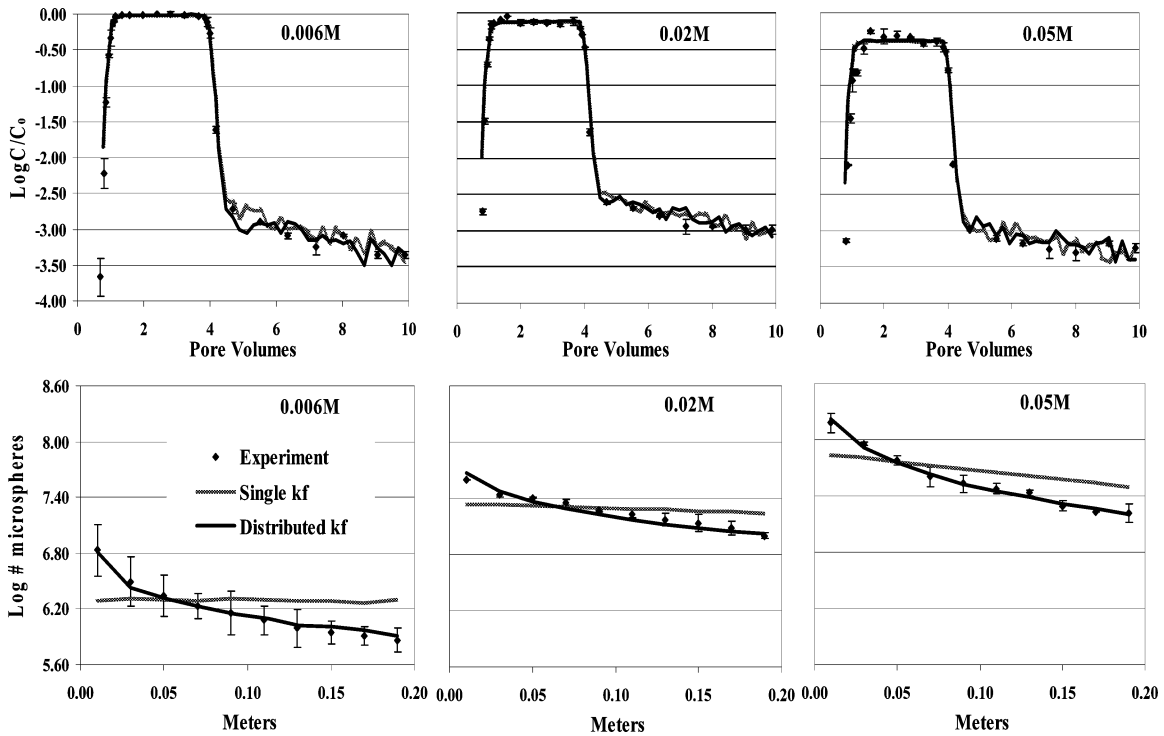 0.00
-0.50
-1.00
-1.50
-2.00
-2.50
-3.00
-3.50
-4.00
LogC/Co
0.006M
0 2 4 6 8 10
Pore Volumes
0.02M
0 2 4 6 8 10
Pore Volumes
0.05M
0 2 4 6 8 10
Pore Volumes
8.60
8.00
7.40
6.80
6.20
5.60
Log # microspheres
0.006M
Experiment
Single kf
Distributed kf
0.00 0.05 0.10 0.15 0.20
Meters
0.02M
0.00 0.05 0.10 0.15 0.20
Meters
0.05M
0.00 0.05 0.10 0.15 0.20
Meters